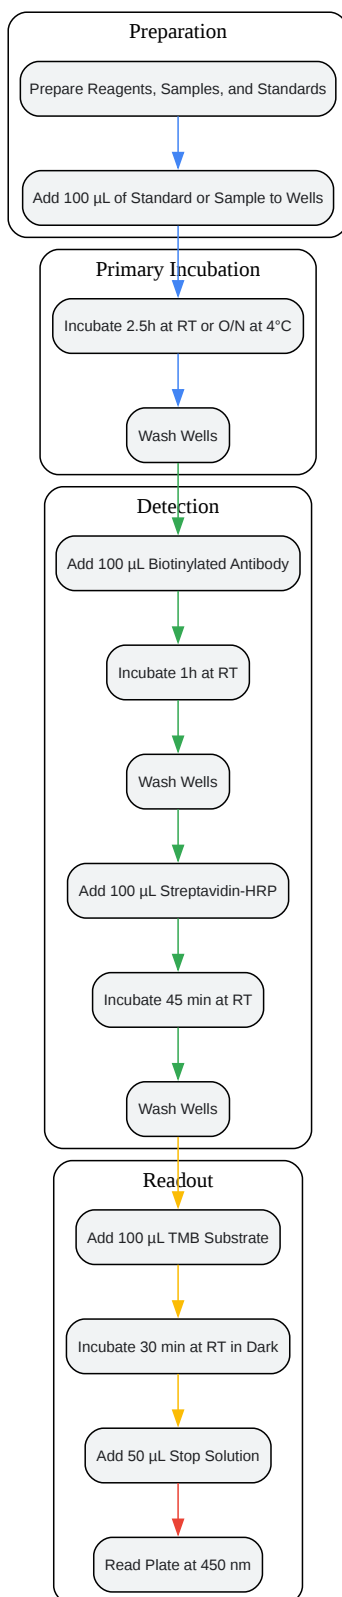 Preparation
Prepare Reagents, Samples, and Standards
Add 100 µL of Standard or Sample to Wells
Primary Incubation
Incubate 2.5h at RT or O/N at 4°C
Wash Wells
Detection
Add 100 µL Biotinylated Antibody
Incubate 1h at RT
Wash Wells
Add 100 µL Streptavidin-HRP
Incubate 45 min at RT
Wash Wells
Readout
Add 100 µL TMB Substrate
Incubate 30 min at RT in Dark
Add 50 µL Stop Solution
Read Plate at 450 nm